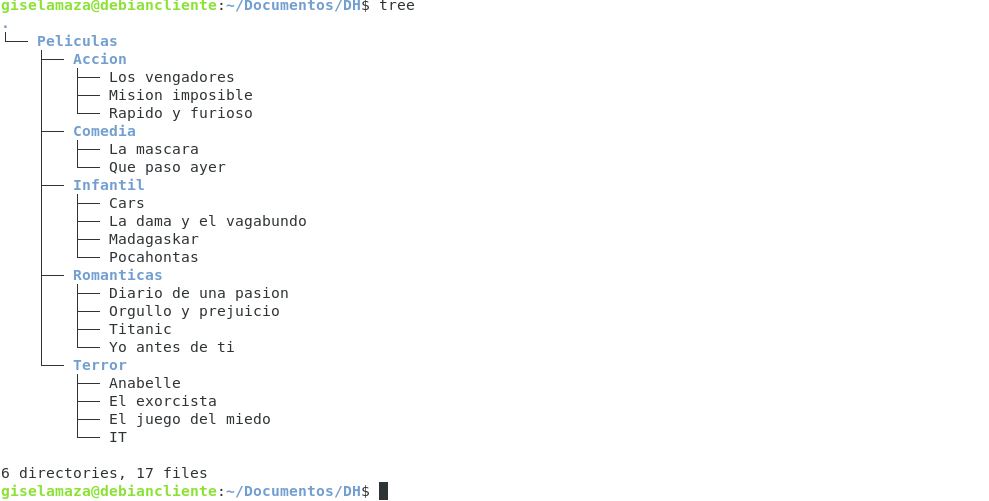 giselamaza@debiancliente:~/Documentos/DH$ tree
.
└── Peliculas
    ├── Accion
    │   ├── Los vengadores
    │   ├── Mision imposible
    │   └── Rapido y furioso
    ├── Comedia
    │   ├── La mascara
    │   └── Que paso ayer
    ├── Infantil
    │   ├── Cars
    │   ├── La dama y el vagabundo
    │   ├── Madagaskar
    │   └── Pocahontas
    ├── Romanticas
    │   ├── Diario de una pasion
    │   ├── Orgullo y prejuicio
    │   ├── Titanic
    │   └── Yo antes de ti
    └── Terror
        ├── Anabelle
        ├── El exorcista
        ├── El juego del miedo
        └── IT

6 directories, 17 files
giselamaza@debiancliente:~/Documentos/DH$